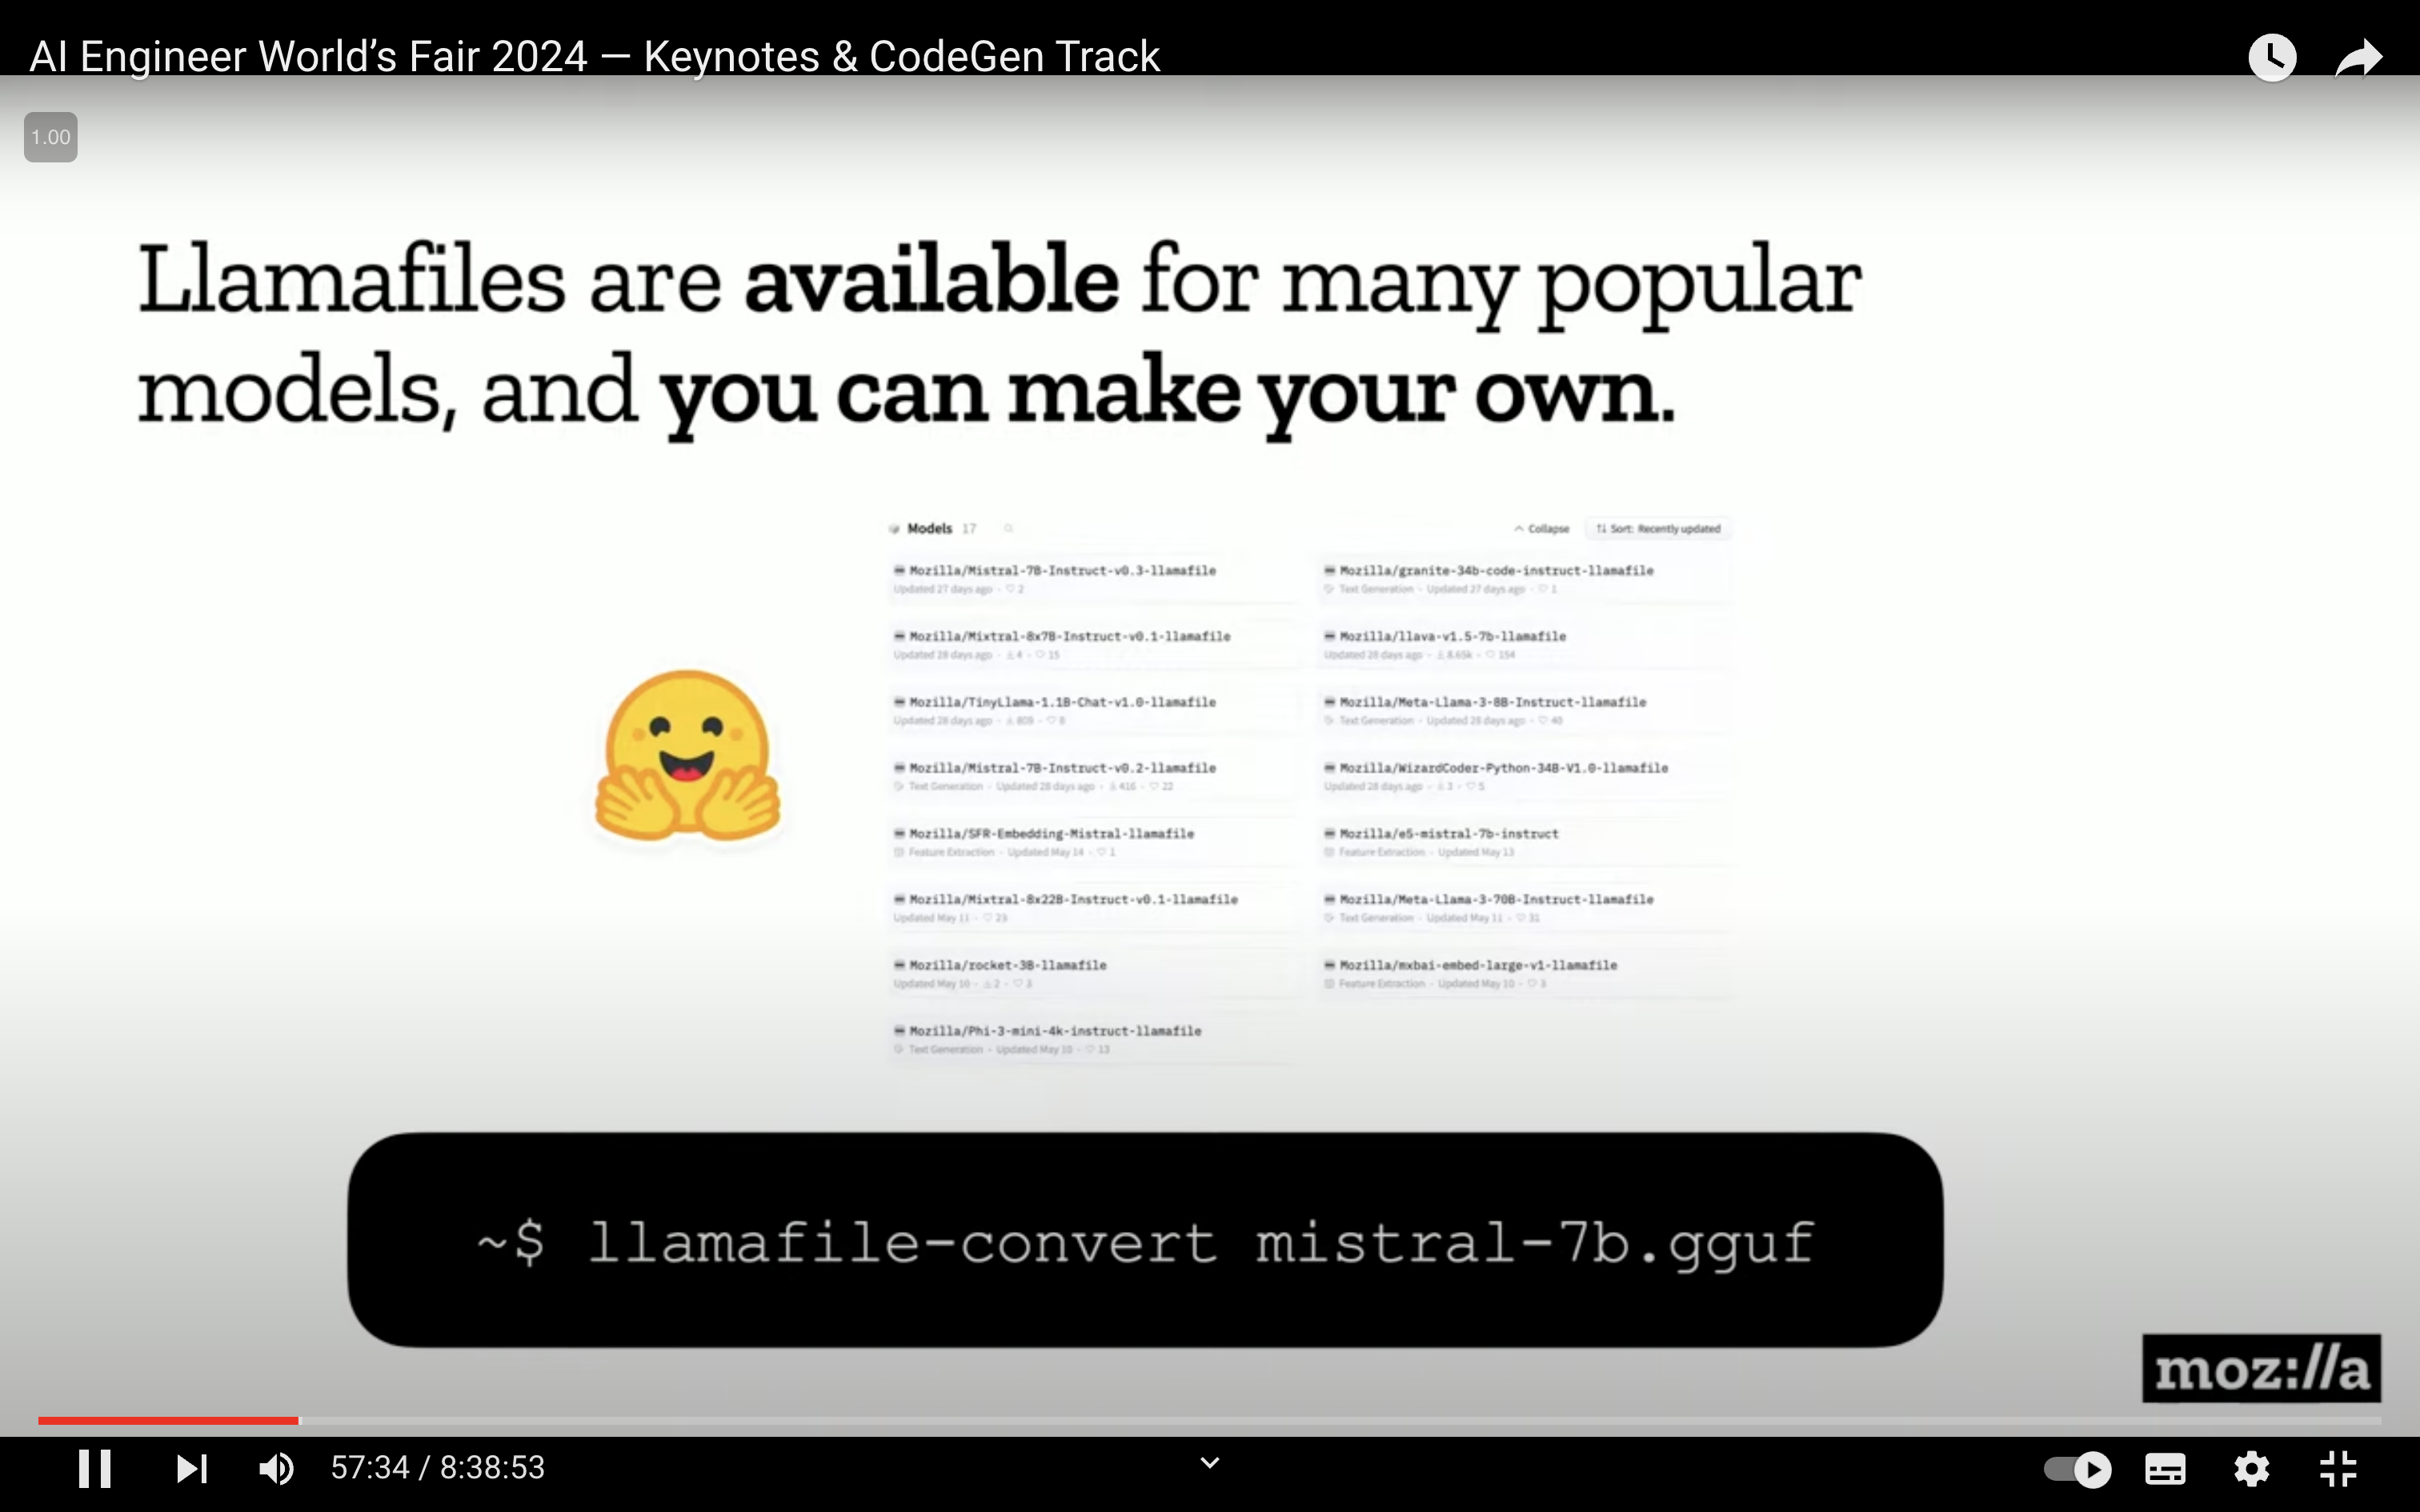 AI Engineer World’s Fair 2024 — Keynotes & CodeGen Track
1.00
Llamafiles are available for many popular
models, and you can make your own.
Models 17
Collapse
Sort: Recently updated
Mozilla/Mistral-7B-Instruct-v0.3-llamafile
Updated 27 days ago · 2
Mozilla/granite-34b-code-instruct-llamafile
Text Generation · Updated 27 days ago · 1
Mozilla/Mixtral-8x7B-Instruct-v0.1-llamafile
Updated 28 days ago · 4 · 15
Mozilla/llava-v1.5-7b-llamafile
Updated 28 days ago · 8.65k · 154
Mozilla/TinyLlama-1.1B-Chat-v1.0-llamafile
Updated 28 days ago · 809 · 8
Mozilla/Meta-Llama-3-8B-Instruct-llamafile
Text Generation · Updated 28 days ago · 40
Mozilla/Mistral-7B-Instruct-v0.2-llamafile
Text Generation · Updated 28 days ago · 416 · 22
Mozilla/WizardCoder-Python-34B-V1.0-llamafile
Updated 28 days ago · 3 · 5
Mozilla/SFR-Embedding-Mistral-llamafile
Feature Extraction · Updated May 14 · 1
Mozilla/e5-mistral-7b-instruct
Feature Extraction · Updated May 13
Mozilla/Mixtral-8x22B-Instruct-v0.1-llamafile
Updated May 11 · 23
Mozilla/Meta-Llama-3-70B-Instruct-llamafile
Text Generation · Updated May 11 · 31
Mozilla/rocket-3B-llamafile
Updated May 10 · 2 · 3
Mozilla/mxbai-embed-large-v1-llamafile
Feature Extraction · Updated May 10 · 3
Mozilla/Phi-3-mini-4k-instruct-llamafile
Text Generation · Updated May 10 · 13
~$ llamafile-convert mistral-7b.gguf
moz://a
57:34 / 8:38:53